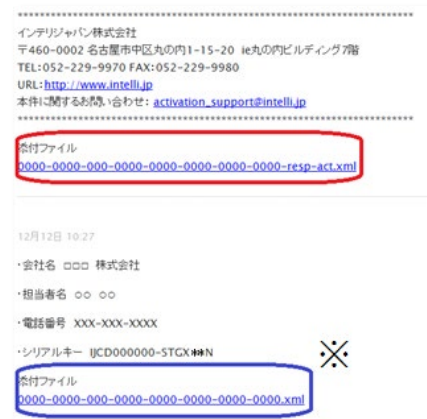 **********************************************************************
インテリジャパン株式会社
〒460-0002 名古屋市中区丸の内1-15-20 ie丸の内ビルディング7階
TEL:052-229-9970 FAX:052-229-9980
URL:http://www.intelli.jp
本件に関するお問い合わせ: activation_support@intelli.jp
**********************************************************************
添付ファイル
0000-0000-000-0000-0000-0000-0000-0000-resp-act.xml
12月12日 10:27
・会社名 □□□ 株式会社
・担当者名 ○○ ○○
・電話番号 XXX-XXX-XXXX
・シリアルキー IJCD000000-STGX**N
※
添付ファイル
0000-0000-000-0000-0000-0000-0000-0000.xml